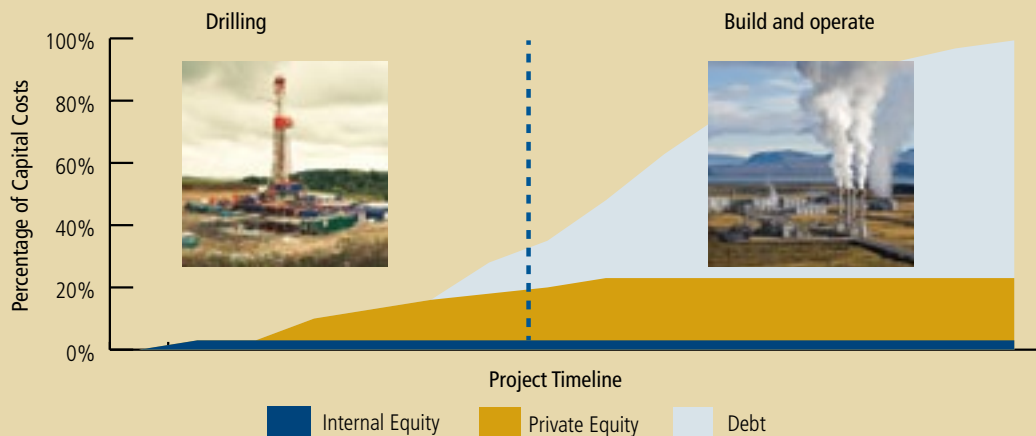 Drilling
Build and operate
100%
80%
60%
40%
20%
0%
Percentage of Capital Costs
Project Timeline
Internal Equity
Private Equity
Debt